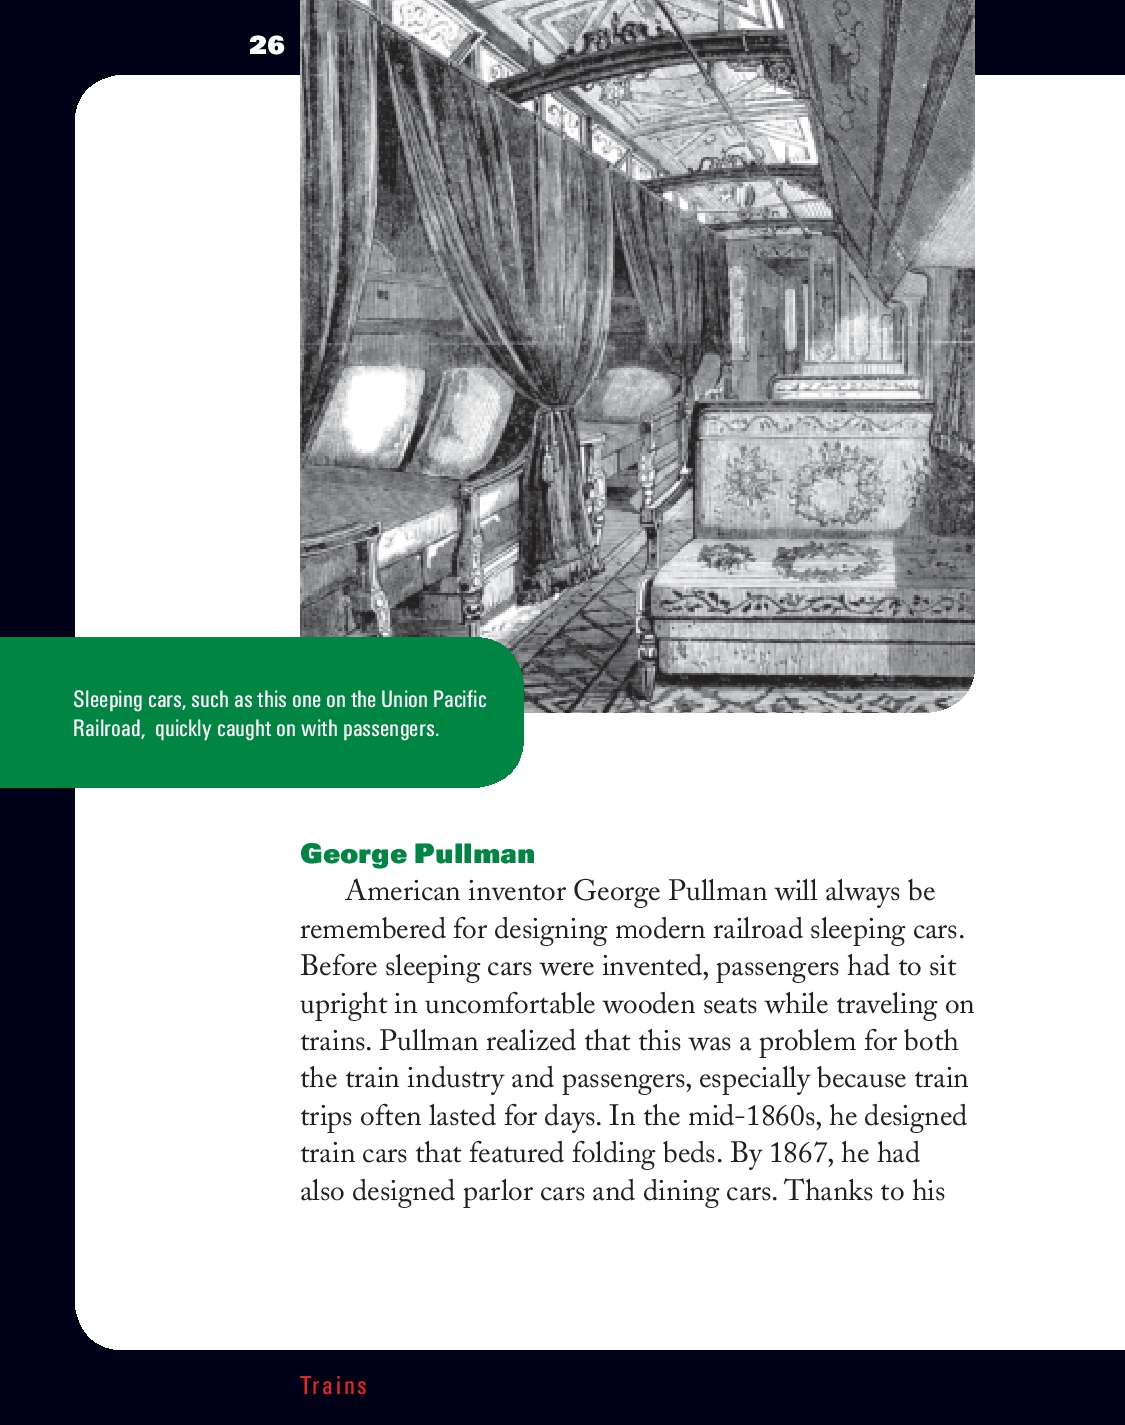 26
Sleeping cars, such as this one on the Union Pacific
Railroad,  quickly caught on with passengers.
George Pullman
American inventor George Pullman will always be
remembered for designing modern railroad sleeping cars.
Before sleeping cars were invented, passengers had to sit
upright in uncomfortable wooden seats while traveling on
trains. Pullman realized that this was a problem for both
the train industry and passengers, especially because train
trips often lasted for days. In the mid-1860s, he designed
train cars that featured folding beds. By 1867, he had
also designed parlor cars and dining cars. Thanks to his
Trains